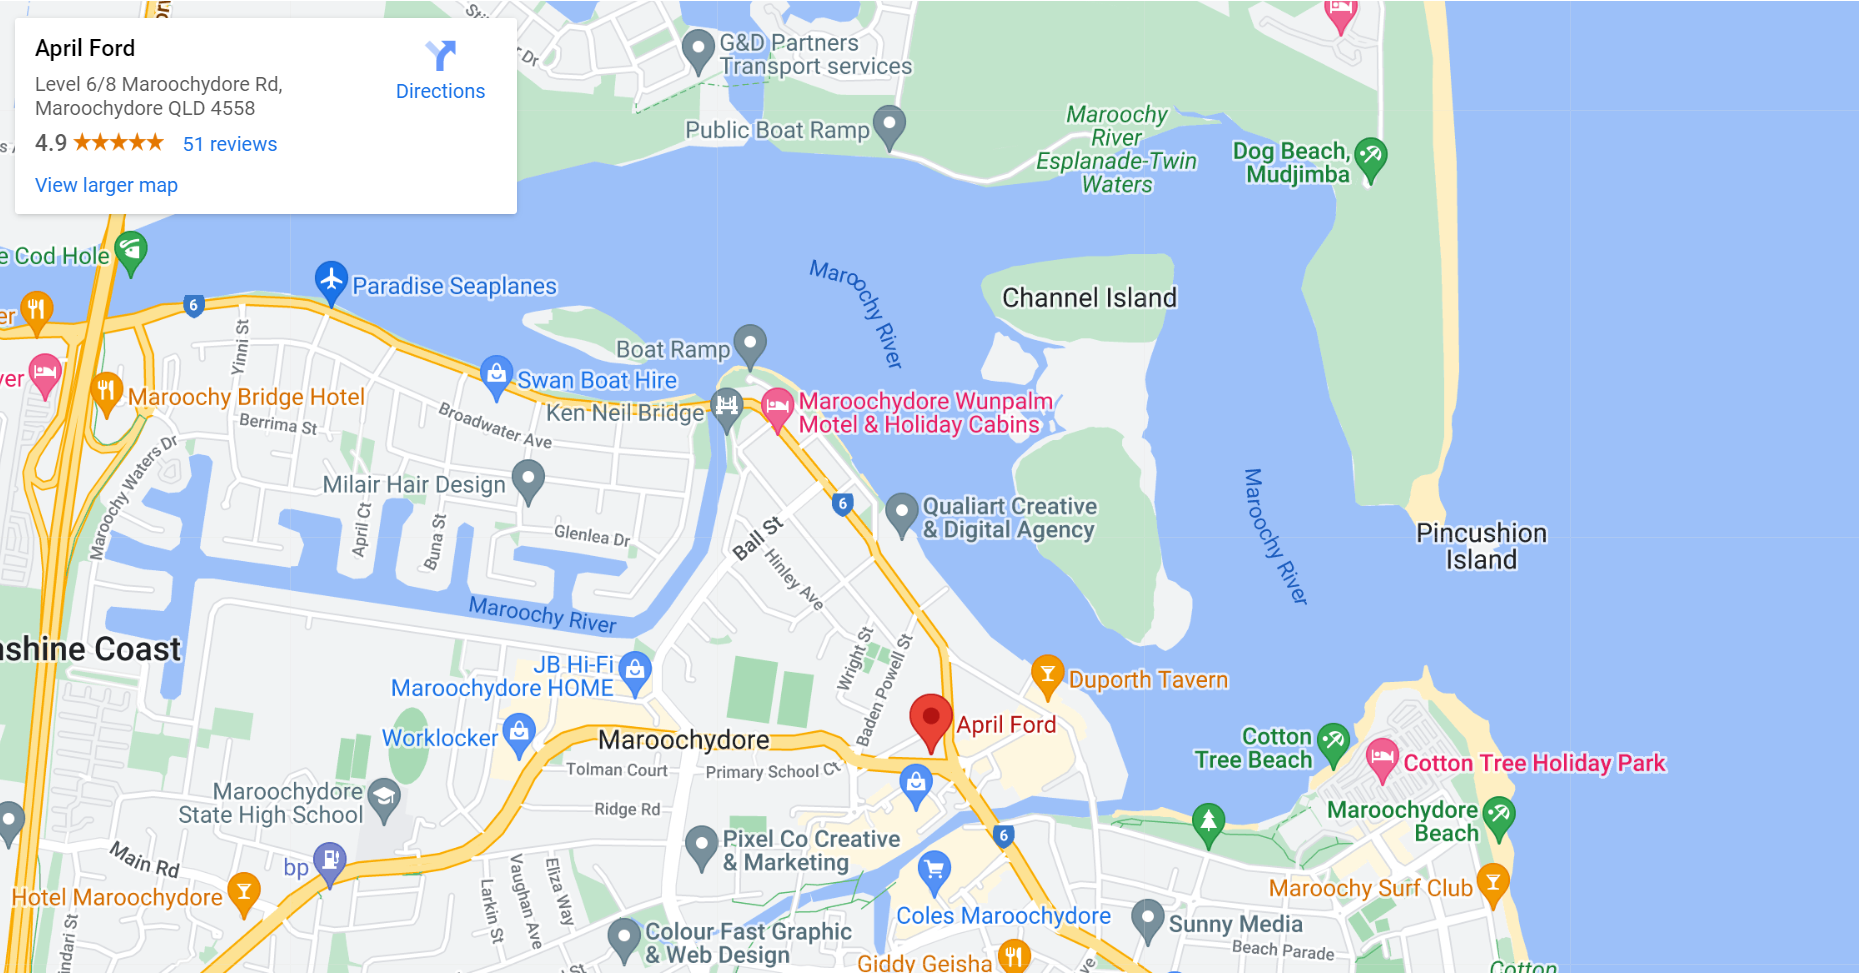 April Ford
Level 6/8 Maroochydore Rd,
Maroochydore QLD 4558
4.9
51 reviews
View larger map
Directions
G&D Partners
Transport services
Public Boat Ramp
Maroochy
River
Esplanade-Twin
Waters
Dog Beach,
Mudjimba
Dr
e Cod Hole
6
Paradise Seaplanes
Maroochy River
Channel Island
er
Yinni St
Boat Ramp
Swan Boat Hire
ver
Maroochy Bridge Hotel
Ken Neil Bridge
Maroochydore Wunpalm
Motel & Holiday Cabins
Berrima St
Broadwater Ave
Maroochy Waters Dr
Milair Hair Design
6
Qualiart Creative
& Digital Agency
Maroochy River
Pincushion
Island
April Ct
Buna St
Glenlea Dr
Ball St
Hinley Ave
Maroochy River
nshine Coast
JB Hi-Fi
Maroochydore HOME
Wright St
Baden Powell St
Duporth Tavern
April Ford
Worklocker
Maroochydore
Cotton
Tree Beach
Cotton Tree Holiday Park
Tolman Court
Primary School Ct
Maroochydore
State High School
Ridge Rd
Maroochydore
Beach
6
Pixel Co Creative
& Marketing
Main Rd
bp
Hotel Maroochydore
Larkin St
Vaughan Ave
Eliza Way
Maroochy Surf Club
Coles Maroochydore
Sunny Media
Colour Fast Graphic
& Web Design
Beach Parade
Giddy Geisha
indari St
Cotton